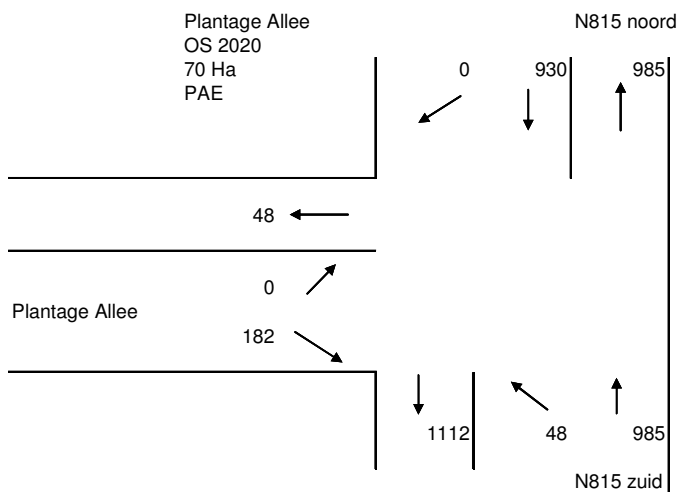 Plantage Allee
N815 noord
OS 2020
70 Ha
0 930 985
PAE
48
0
Plantage Allee
182
1112 48 985
N815 zuid